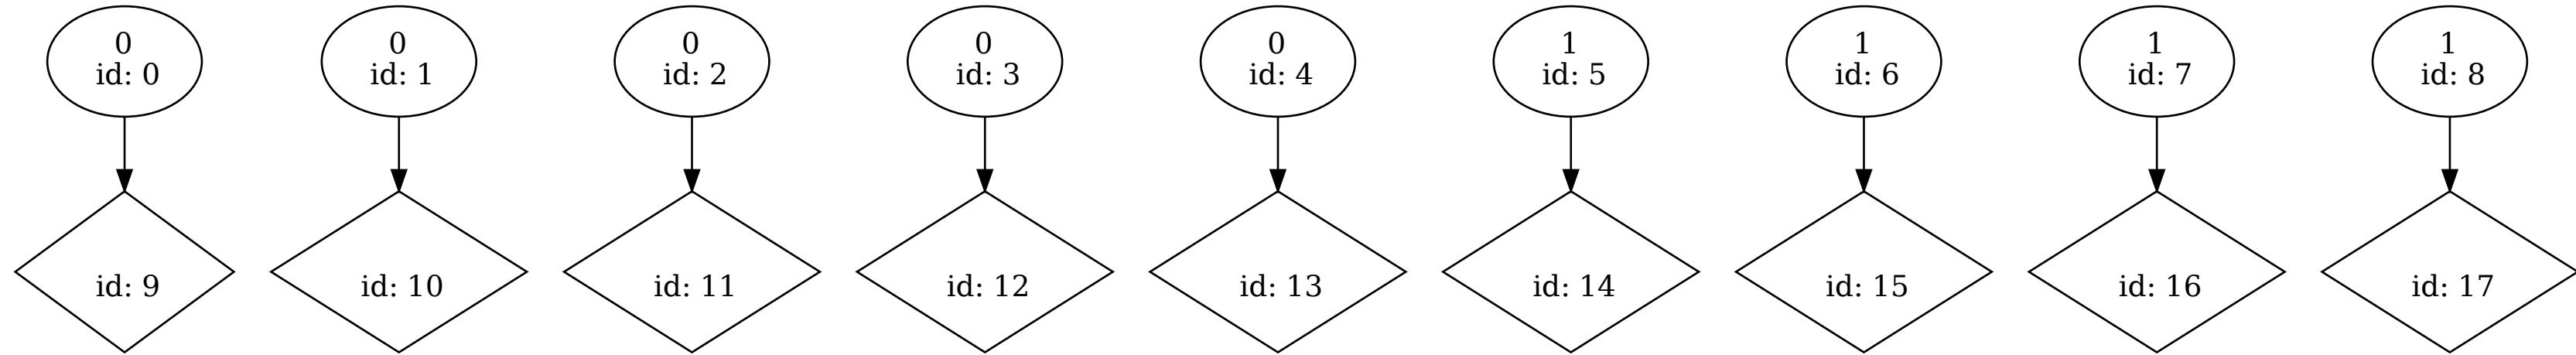 0
id: 0
0
id: 1
0
id: 2
0
id: 3
0
id: 4
1
id: 5
1
id: 6
1
id: 7
1
id: 8
id: 9
id: 10
id: 11
id: 12
id: 13
id: 14
id: 15
id: 16
id: 17